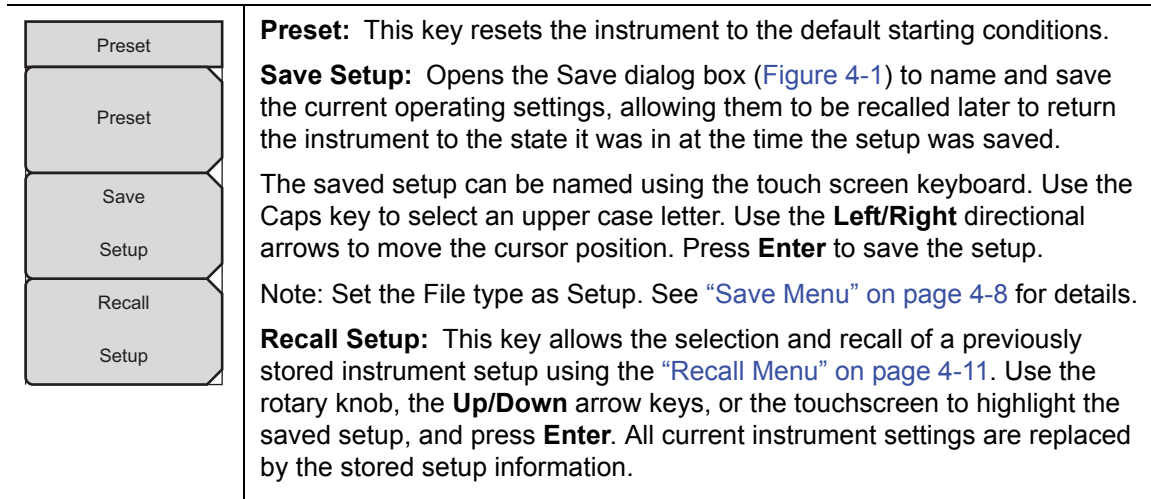 Preset
Preset
Save
Setup
Recall
Setup
Preset: This key resets the instrument to the default starting conditions.
Save Setup: Opens the Save dialog box (Figure 4-1) to name and save
the current operating settings, allowing them to be recalled later to return
the instrument to the state it was in at the time the setup was saved.
The saved setup can be named using the touch screen keyboard. Use the
Caps key to select an upper case letter. Use the Left/Right directional
arrows to move the cursor position. Press Enter to save the setup.
Note: Set the File type as Setup. See “Save Menu” on page 4-8 for details.
Recall Setup: This key allows the selection and recall of a previously
stored instrument setup using the “Recall Menu” on page 4-11. Use the
rotary knob, the Up/Down arrow keys, or the touchscreen to highlight the
saved setup, and press Enter. All current instrument settings are replaced
by the stored setup information.